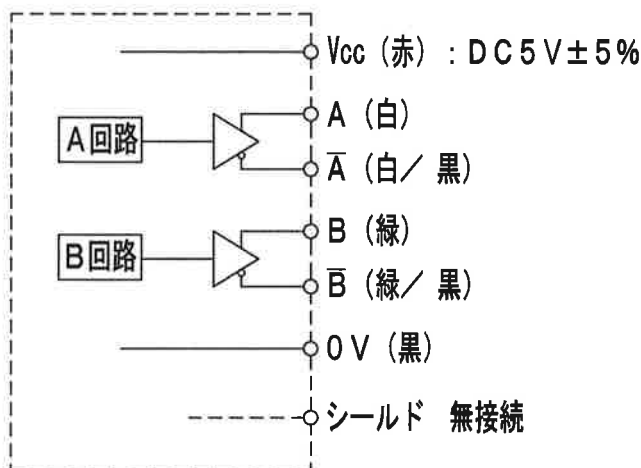 Vcc (赤) : DC5V±5%
A回路
A (白)
A̅ (白/ 黒)
B回路
B (緑)
B̅ (緑/ 黒)
0V (黒)
シールド 無接続